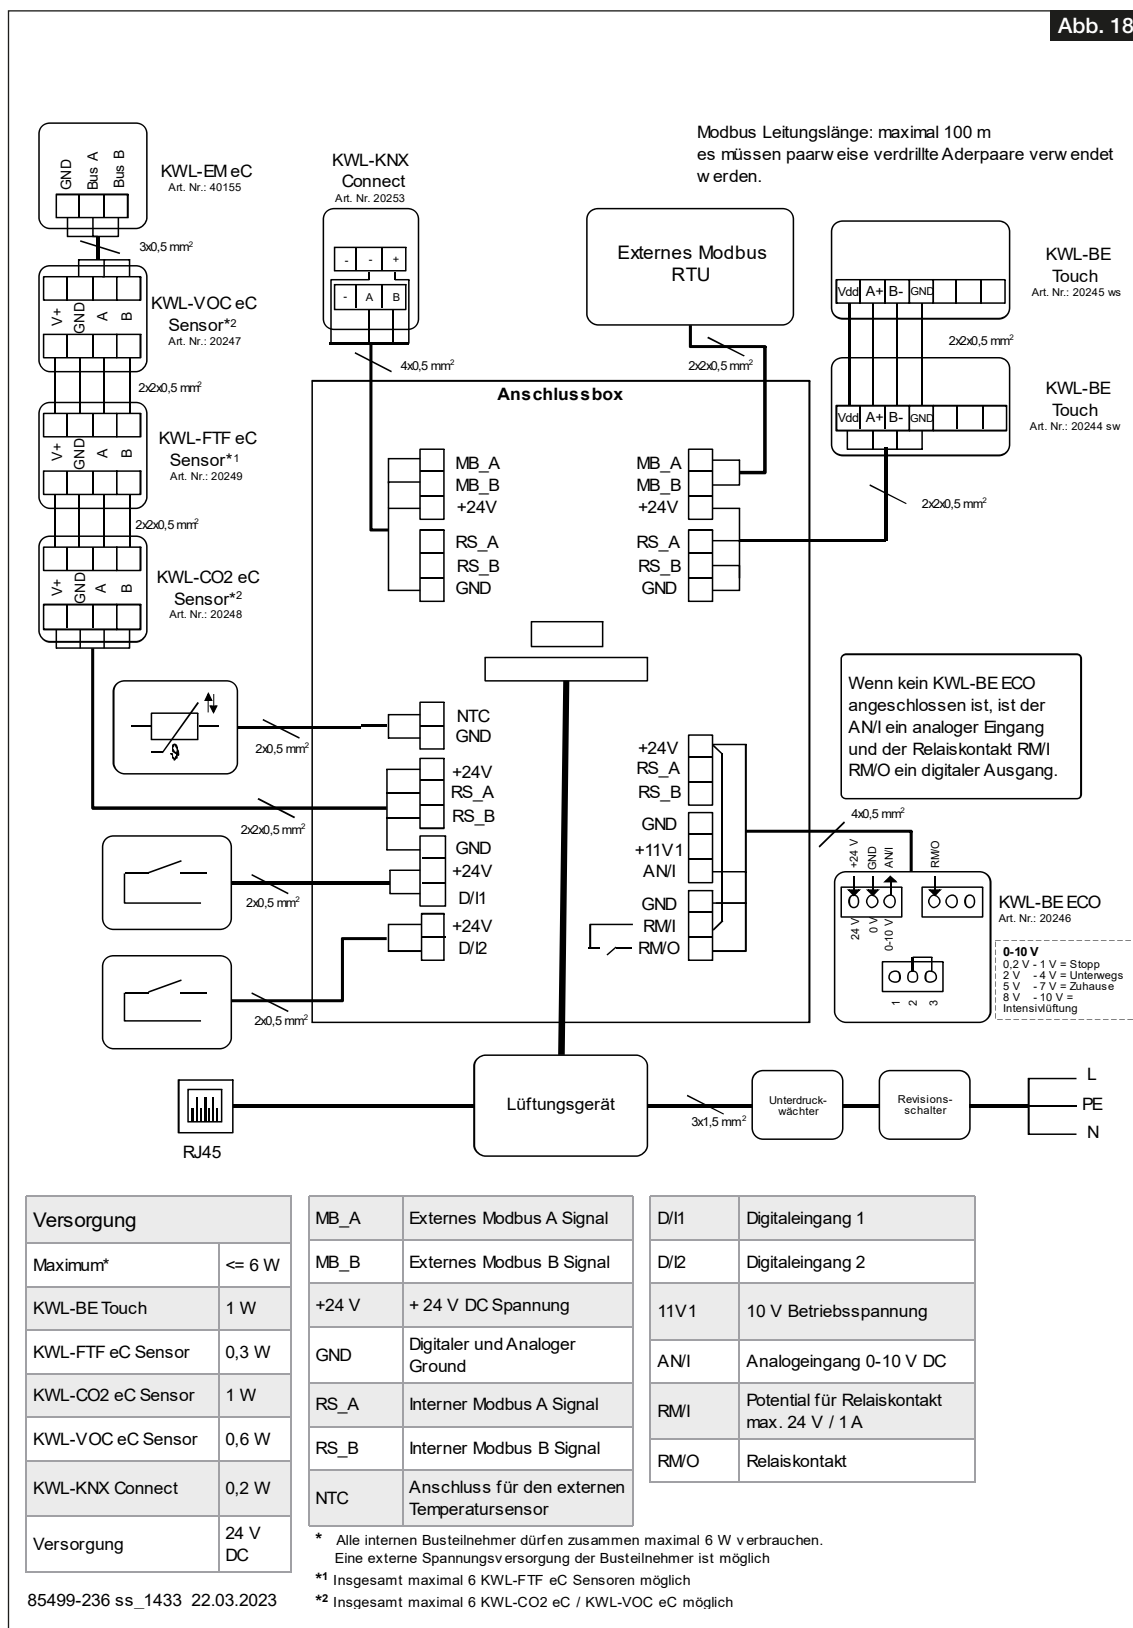 Abb. 18
Modbus Leitungslänge: maximal 100 m
es müssen paarweise verdrillte Aderpaare verwendet
werden.
GND
Bus A
Bus B
KWL-EM eC
Art. Nr.: 40155
3x0,5 mm²
V+
GND
A
B
KWL-VOC eC
Sensor*2
Art. Nr.: 20247
2x2x0,5 mm²
V+
GND
A
B
KWL-FTF eC
Sensor*1
Art. Nr.: 20249
2x2x0,5 mm²
V+
GND
A
B
KWL-CO2 eC
Sensor*2
Art. Nr.: 20248
KWL-KNX
Connect
Art. Nr. 20253
- - +
- A B
4x0,5 mm²
Externes Modbus
RTU
2x2x0,5 mm²
Vdd A+ B- GND
KWL-BE
Touch
Art. Nr.: 20245 ws
2x2x0,5 mm²
Vdd A+ B- GND
KWL-BE
Touch
Art. Nr.: 20244 sw
2x2x0,5 mm²
Anschlussbox
MB_A
MB_B
+24V
RS_A
RS_B
GND
MB_A
MB_B
+24V
RS_A
RS_B
GND
ϑ
2x0,5 mm²
2x2x0,5 mm²
2x0,5 mm²
2x0,5 mm²
NTC
GND
+24V
RS_A
RS_B
GND
+24V
D/I1
+24V
D/I2
+24V
RS_A
RS_B
GND
+11V1
AN/I
GND
RM/I
RM/O
Wenn kein KWL-BE ECO
angeschlossen ist, ist der
AN/I ein analoger Eingang
und der Relaiskontakt RM/I
RM/O ein digitaler Ausgang.
4x0,5 mm²
+24 V
GND
AN/I
RM/O
24 V
0 V
0-10 V
1
2
3
KWL-BE ECO
Art. Nr.: 20246
0-10 V
0,2 V - 1 V = Stopp
2 V - 4 V = Unterwegs
5 V - 7 V = Zuhause
8 V - 10 V =
Intensivlüftung
RJ45
Lüftungsgerät
3x1,5 mm²
Unterdruck-
wächter
Revisions-
schalter
L
PE
N
Versorgung
Maximum* <= 6 W
KWL-BE Touch 1 W
KWL-FTF eC Sensor 0,3 W
KWL-CO2 eC Sensor 1 W
KWL-VOC eC Sensor 0,6 W
KWL-KNX Connect 0,2 W
Versorgung 24 V
DC
MB_A Externes Modbus A Signal
MB_B Externes Modbus B Signal
+24 V + 24 V DC Spannung
GND Digitaler und Analoger
Ground
RS_A Interner Modbus A Signal
RS_B Interner Modbus B Signal
NTC Anschluss für den externen
Temperatursensor
D/I1 Digitaleingang 1
D/I2 Digitaleingang 2
11V1 10 V Betriebsspannung
AN/I Analogeingang 0-10 V DC
RM/I Potential für Relaiskontakt
max. 24 V / 1 A
RM/O Relaiskontakt
* Alle internen Busteilnehmer dürfen zusammen maximal 6 W verbrauchen.
Eine externe Spannungsversorgung der Busteilnehmer ist möglich
*1 Insgesamt maximal 6 KWL-FTF eC Sensoren möglich
*2 Insgesamt maximal 6 KWL-CO2 eC / KWL-VOC eC möglich
85499-236 ss_1433 22.03.2023